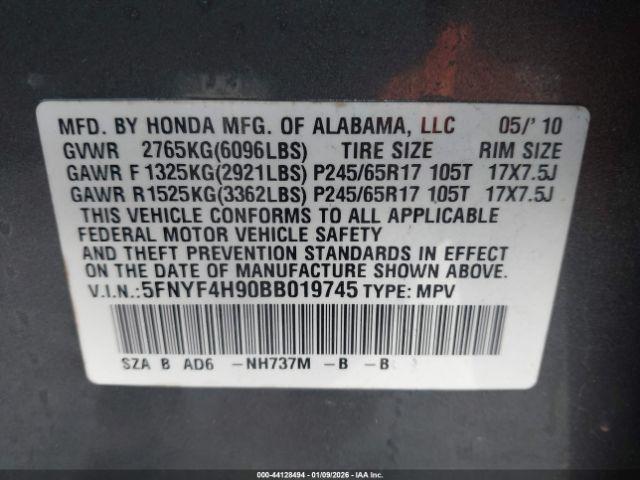 MFD. BY HONDA MFG. OF ALABAMA, LLC 05/'10
GVWR 2765KG(6096LBS) TIRE SIZE RIM SIZE
GAWR F 1325KG(2921LBS) P245/65R17 105T 17X7.5J
GAWR R1525KG(3362LBS) P245/65R17 105T 17X7.5J
THIS VEHICLE CONFORMS TO ALL APPLICABLE
FEDERAL MOTOR VEHICLE SAFETY
AND THEFT PREVENTION STANDARDS IN EFFECT
ON THE DATE OF MANUFACTURE SHOWN ABOVE.
V.I.N.:5FNYF4H90BB019745 TYPE: MPV
SZA B AD6 -NH737M -B -B
000-44128494 | 01/09/2026 - IAAI.COM